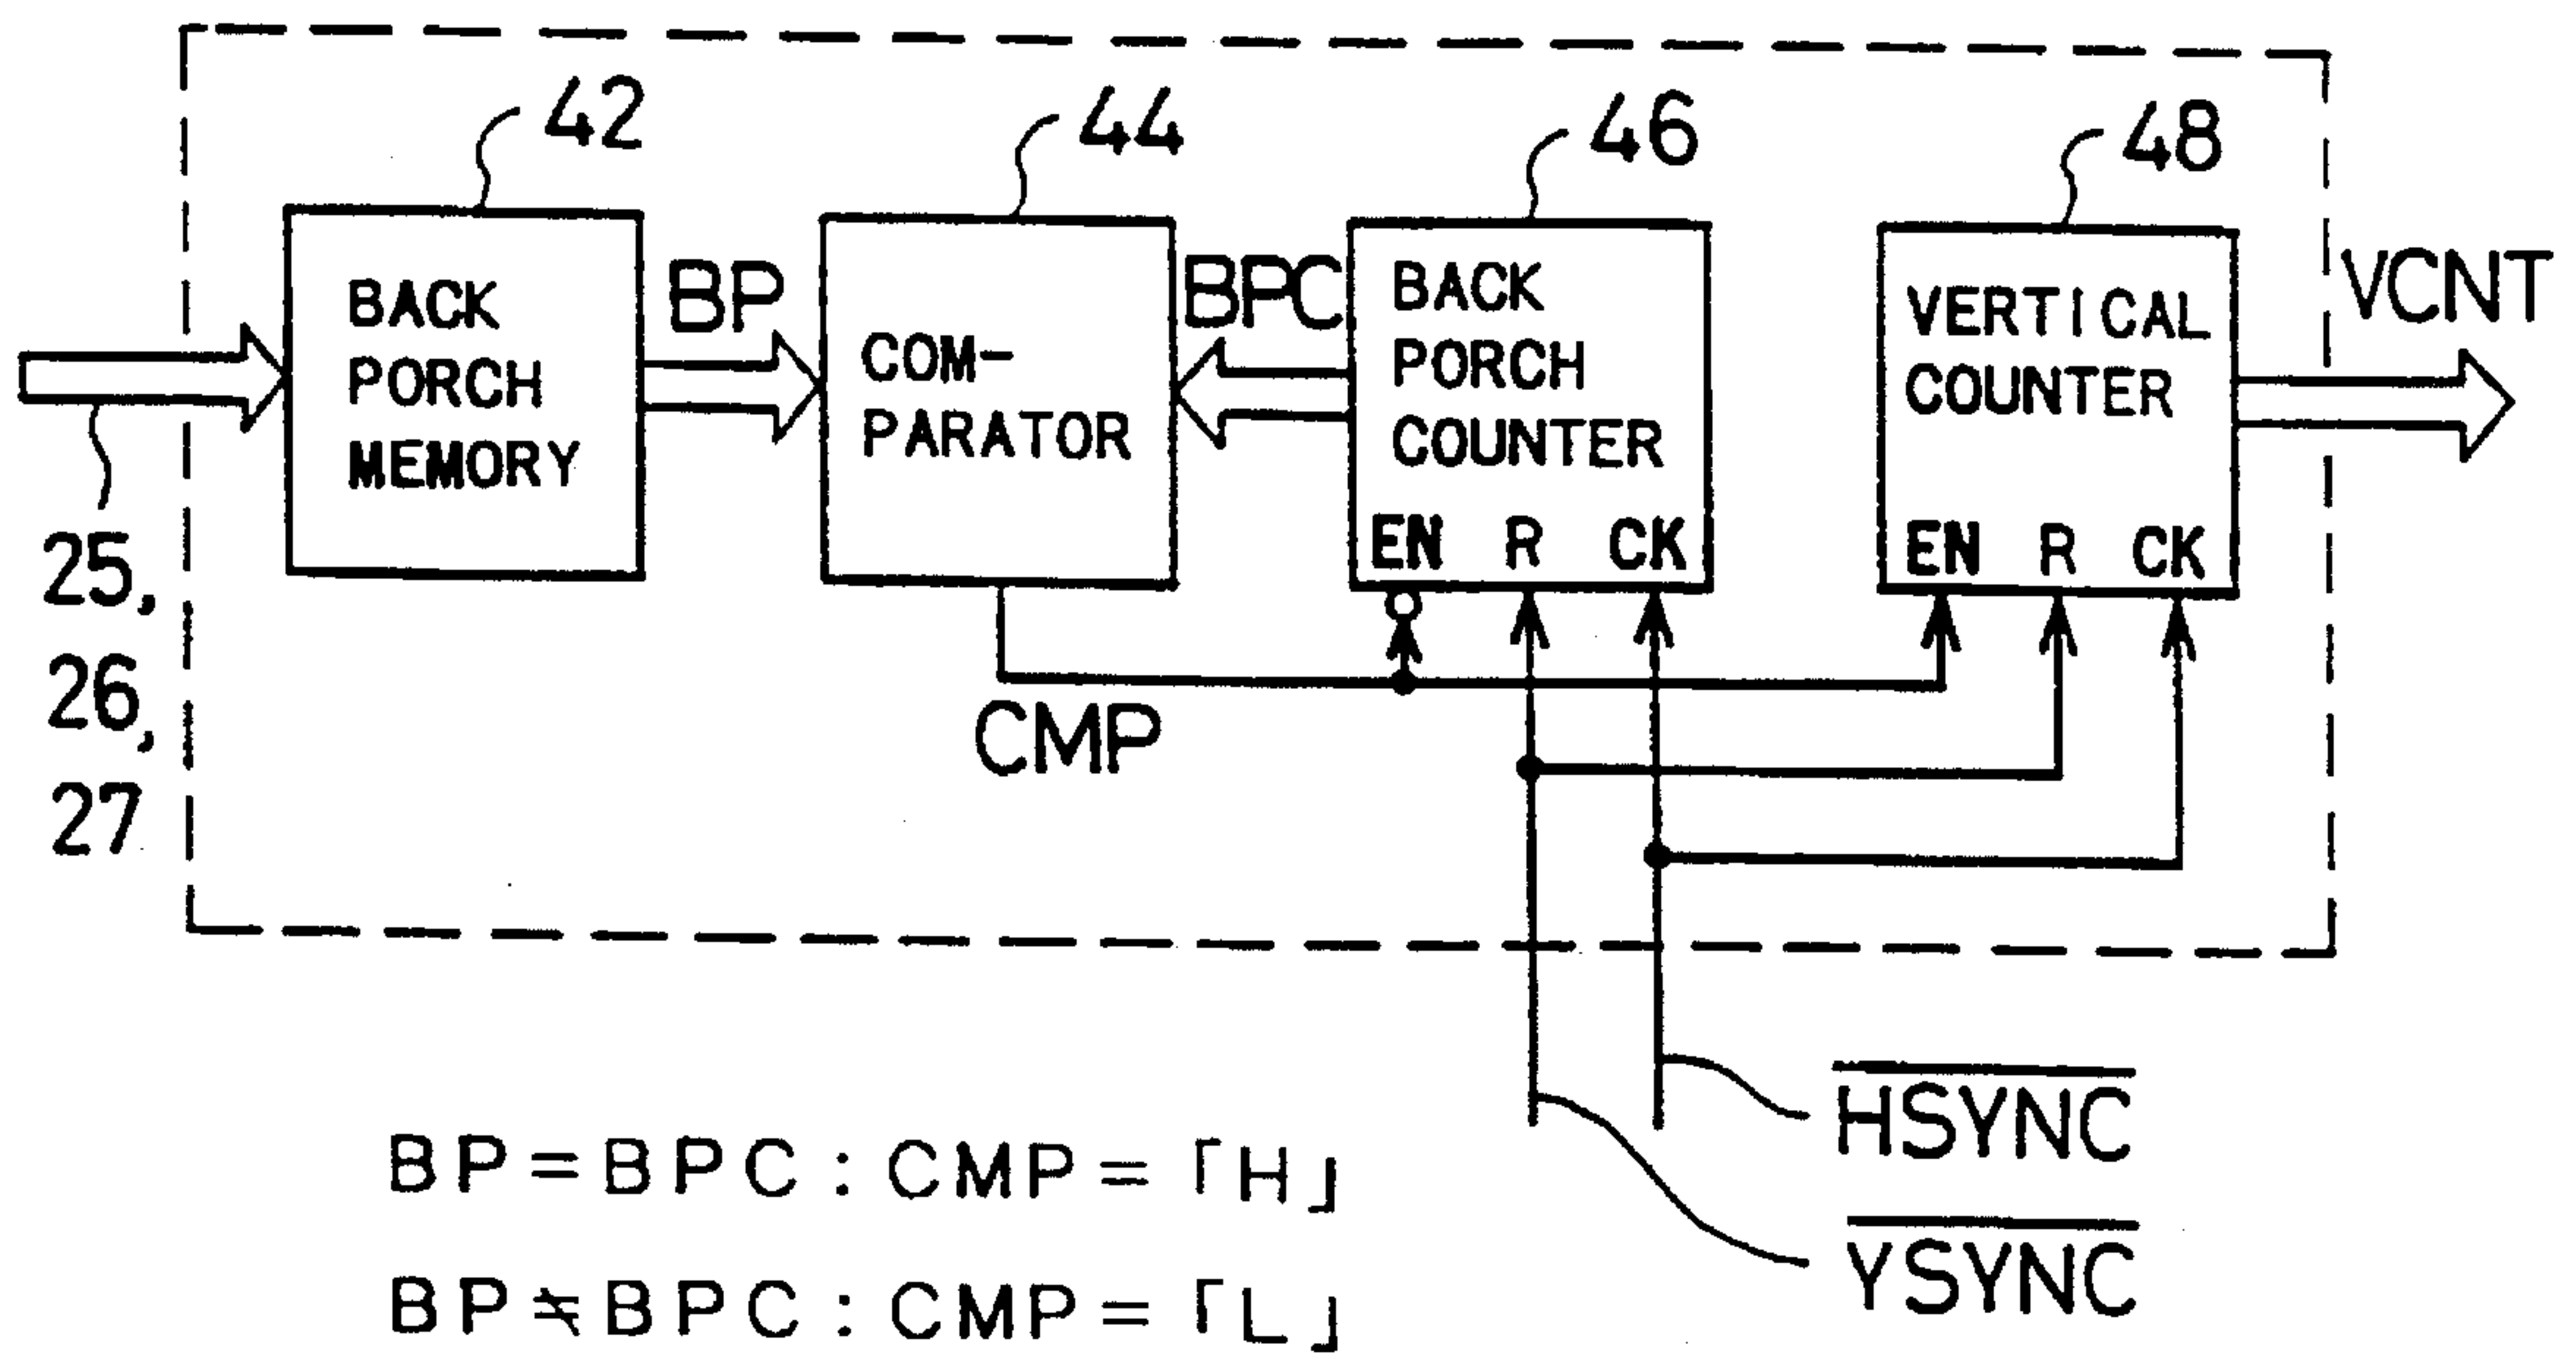 42
44
46
48
BACK
PORCH
MEMORY
BP
COM-
PARATOR
BPC
BACK
PORCH
COUNTER
EN R CK
VERTICAL
COUNTER
EN R CK
VCNT
25,
26,
27
CMP
HSYNC
YSYNC
BP=BPC:CMP=「H」
BP≠BPC:CMP=「L」